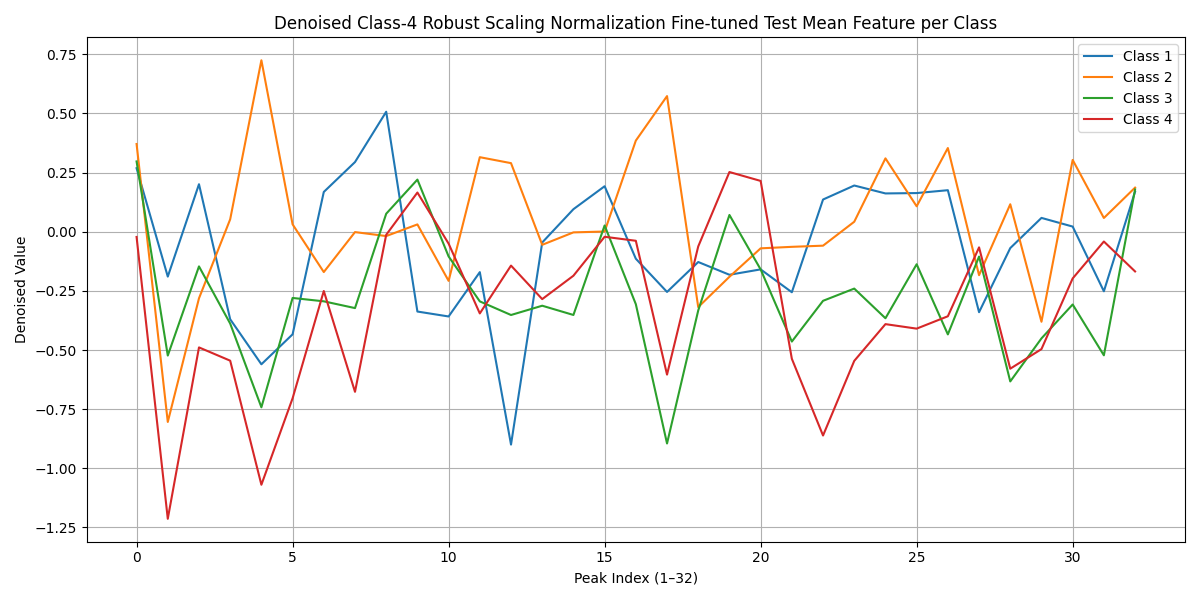 Denoised Class-4 Robust Scaling Normalization Fine-tuned Test Mean Feature per Class
Class 1
Class 2
Class 3
Class 4
Denoised Value
0.75
0.50
0.25
0.00
−0.25
−0.50
−0.75
−1.00
−1.25
0 5 10 15 20 25 30
Peak Index (1–32)